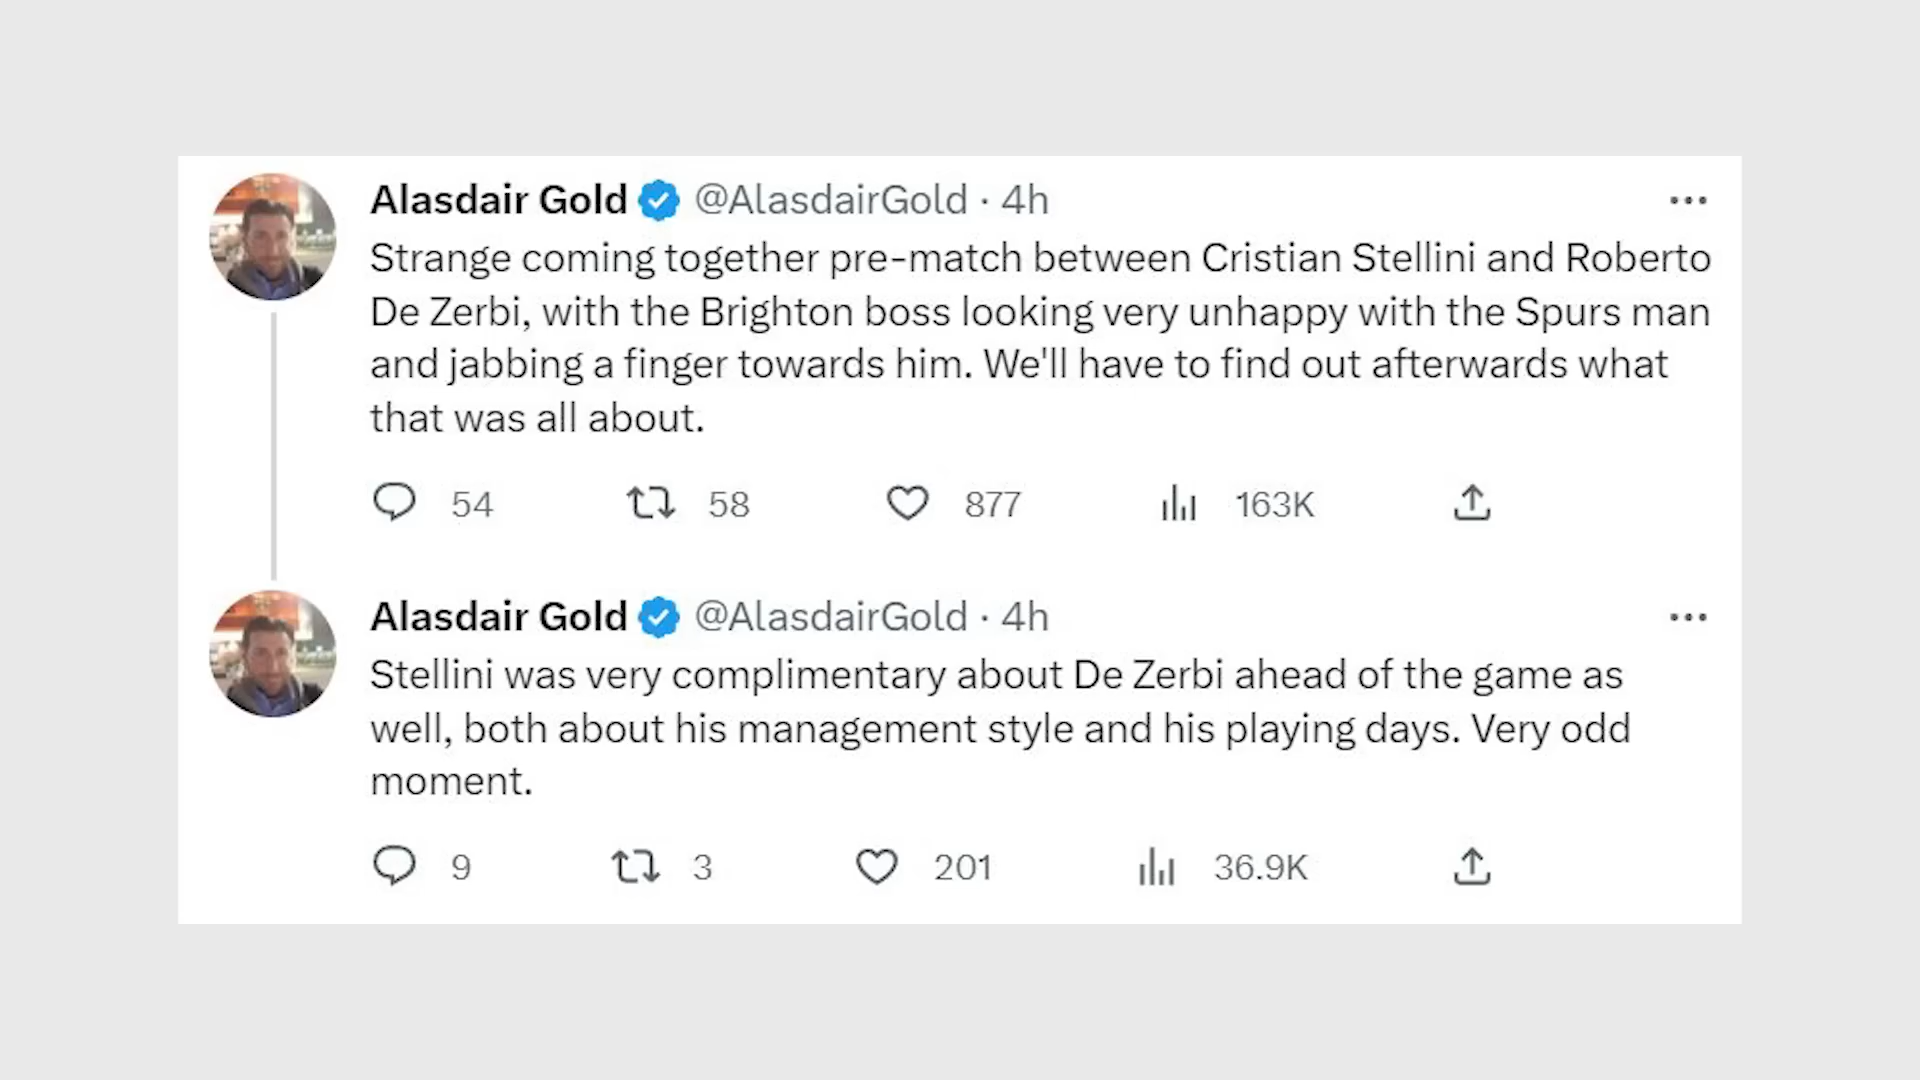 Alasdair Gold @AlasdairGold · 4h
Strange coming together pre-match between Cristian Stellini and Roberto
De Zerbi, with the Brighton boss looking very unhappy with the Spurs man
and jabbing a finger towards him. We'll have to find out afterwards what
that was all about.
54 58 877 163K
Alasdair Gold @AlasdairGold · 4h
Stellini was very complimentary about De Zerbi ahead of the game as
well, both about his management style and his playing days. Very odd
moment.
9 3 201 36.9K